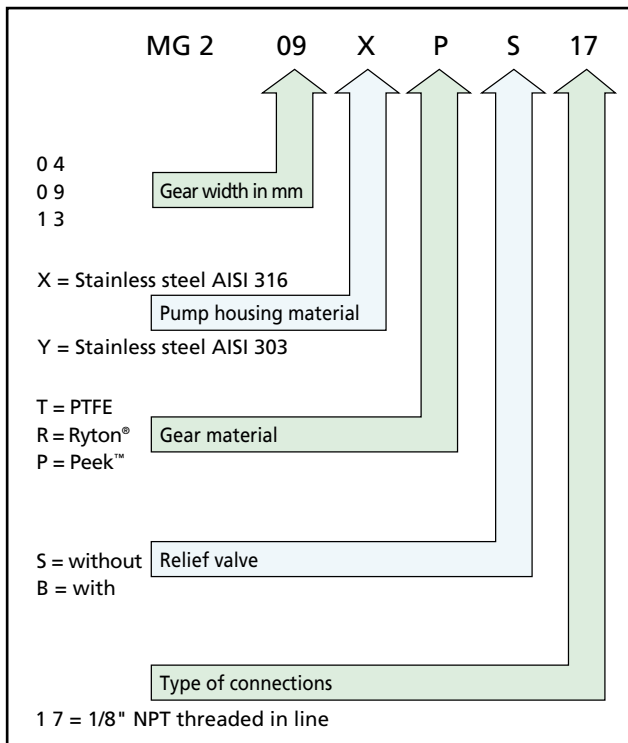 MG 2 09 X P S 17
0 4
0 9
1 3
Gear width in mm
X = Stainless steel AISI 316
Pump housing material
Y = Stainless steel AISI 303
T = PTFE
R = Ryton®
P = Peek™
Gear material
S = without
B = with
Relief valve
Type of connections
1 7 = 1/8" NPT threaded in line